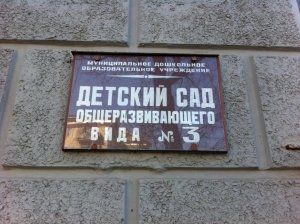 МУНИЦИПАЛЬНОЕ ДОШКОЛЬНОЕ
ОБРАЗОВАТЕЛЬНОЕ УЧРЕЖДЕНИЕ
ДЕТСКИЙ САД
ОБЩЕРАЗВИВАЮЩЕГО
ВИДА № 3